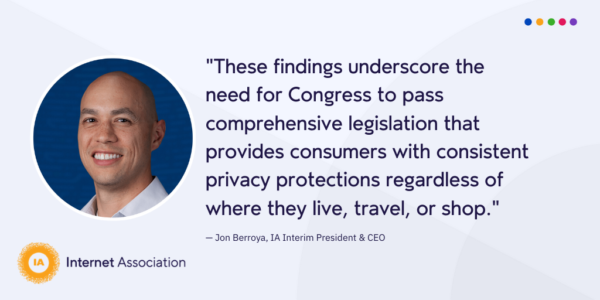 "These findings underscore the
need for Congress to pass
comprehensive legislation that
provides consumers with consistent
privacy protections regardless of
where they live, travel, or shop."
— Jon Berroya, IA Interim President & CEO
IA
Internet Association